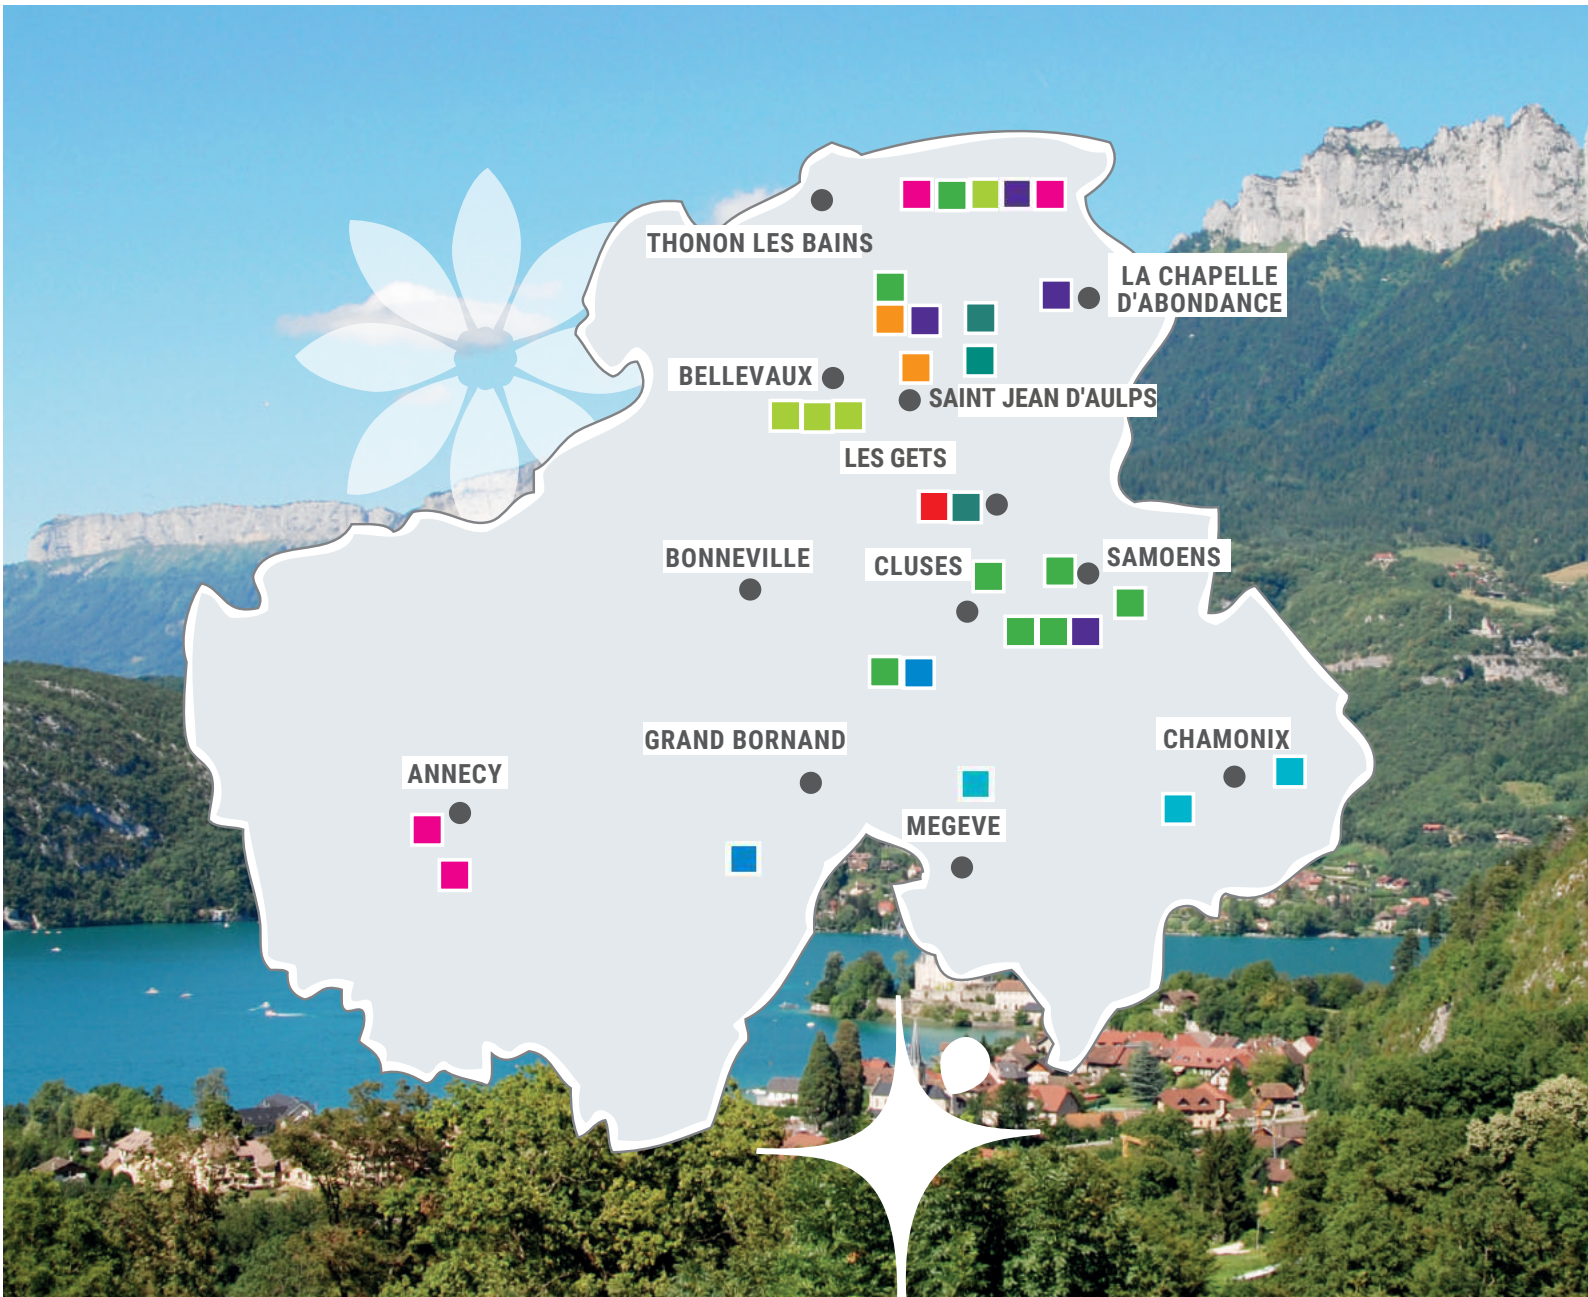 THONON LES BAINS
LA CHAPELLE
D'ABONDANCE
BELLEVAUX
SAINT JEAN D'AULPS
LES GETS
BONNEVILLE
CLUSES
SAMOENS
GRAND BORNAND
CHAMONIX
ANNECY
MEGEVE